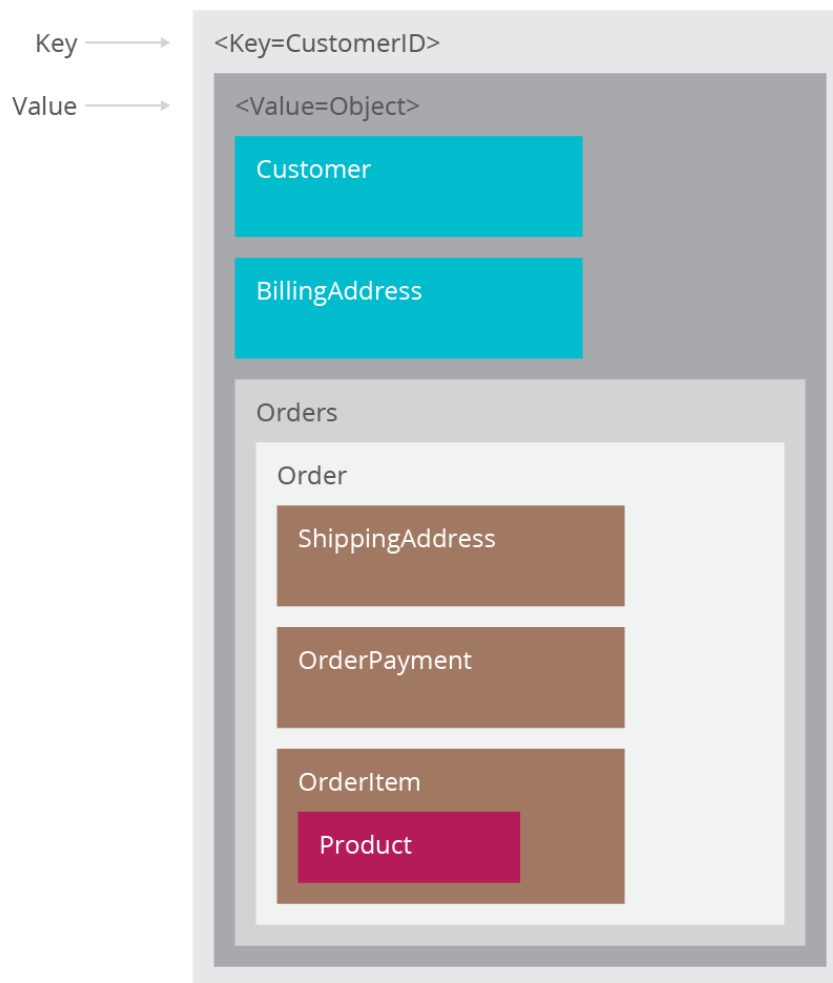 Key
<Key=CustomerID>
Value
<Value=Object>
Customer
BillingAddress
Orders
Order
ShippingAddress
OrderPayment
OrderItem
Product